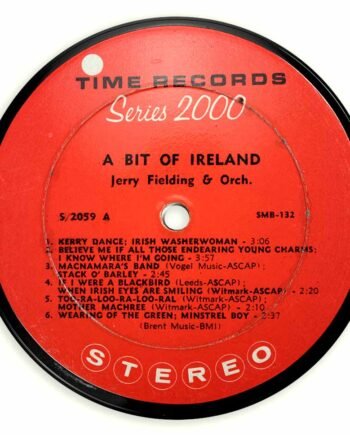 TIME RECORDS
Series 2000
A BIT OF IRELAND
Jerry Fielding & Orch.
S/2059 A
SMB-132
1. KERRY DANCE; IRISH WASHERWOMAN - 3:06
2. BELIEVE ME IF ALL THOSE ENDEARING YOUNG CHARMS;
I KNOW WHERE I'M GOING - 3:57
3. MACNAMARA'S BAND (Vogel Music-ASCAP);
STACK O' BARLEY - 2:45
4. IF I WERE A BLACKBIRD (Leeds-ASCAP);
WHEN IRISH EYES ARE SMILING (Witmark-ASCAP) - 2:20
5. TOO-RA-LOO-RA-LOO-RAL (Witmark-ASCAP);
MOTHER MACHREE (Witmark-ASCAP) - 2:10
6. WEARING OF THE GREEN; MINSTREL BOY - 2:37
(Brent Music-BMI)
STEREO